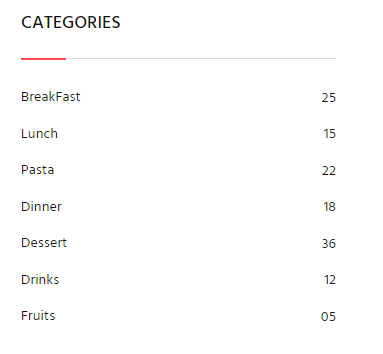 CATEGORIES
BreakFast 25
Lunch 15
Pasta 22
Dinner 18
Dessert 36
Drinks 12
Fruits 05